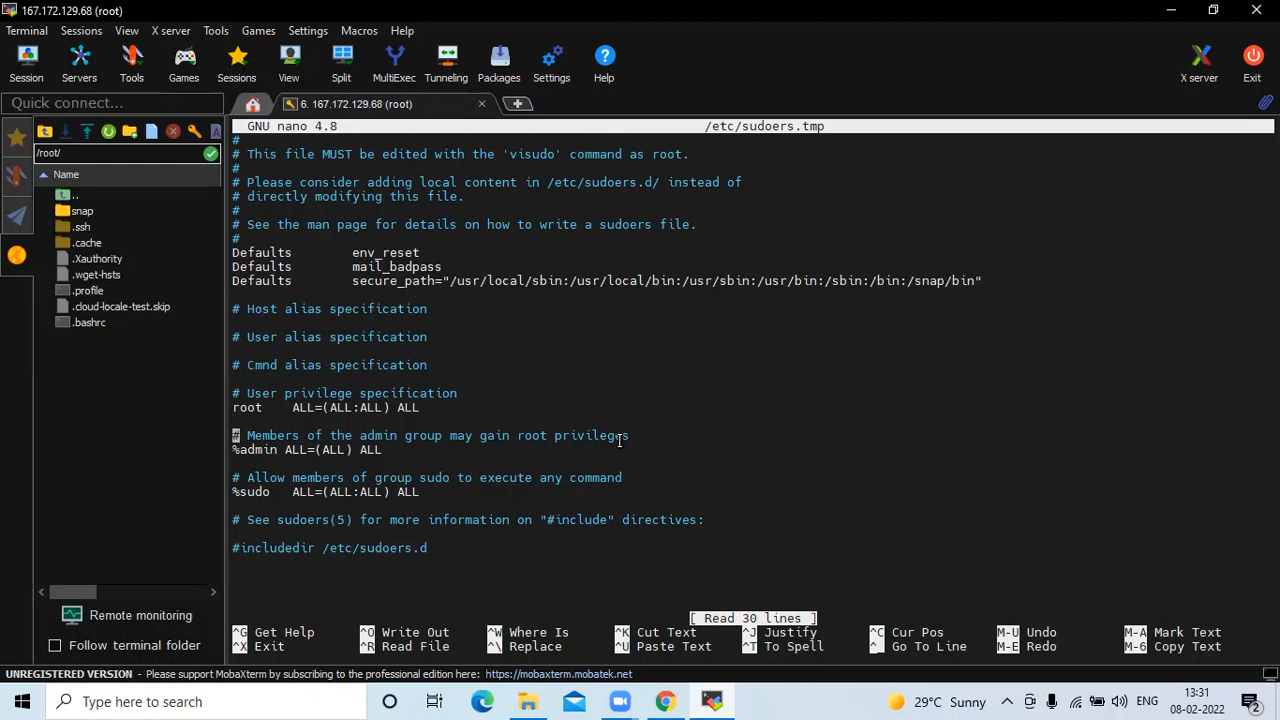 167.172.129.68 (root)
Terminal Sessions View X server Tools Games Settings Macros Help
Session Servers Tools Games Sessions View Split MultiExec Tunneling Packages Settings Help X server Exit
Quick connect...
6. 167.172.129.68 (root)
/root/
Name
..
snap
.ssh
.cache
.Xauthority
.wget-hsts
.profile
.cloud-locale-test.skip
.bashrc
Remote monitoring
Follow terminal folder
GNU nano 4.8 /etc/sudoers.tmp
#
# This file MUST be edited with the 'visudo' command as root.
#
# Please consider adding local content in /etc/sudoers.d/ instead of
# directly modifying this file.
#
# See the man page for details on how to write a sudoers file.
#
Defaults env_reset
Defaults mail_badpass
Defaults secure_path="/usr/local/sbin:/usr/local/bin:/usr/sbin:/usr/bin:/sbin:/bin:/snap/bin"
# Host alias specification
# User alias specification
# Cmnd alias specification
# User privilege specification
root ALL=(ALL:ALL) ALL
# Members of the admin group may gain root privileges
%admin ALL=(ALL) ALL
# Allow members of group sudo to execute any command
%sudo ALL=(ALL:ALL) ALL
# See sudoers(5) for more information on "#include" directives:
#includedir /etc/sudoers.d
[ Read 30 lines ]
^G Get Help ^O Write Out ^W Where Is ^K Cut Text ^J Justify ^C Cur Pos M-U Undo M-A Mark Text
^X Exit ^R Read File ^\ Replace ^U Paste Text ^T To Spell ^_ Go To Line M-E Redo M-6 Copy Text
UNREGISTERED VERSION - Please support MobaXterm by subscribing to the professional edition here: https://mobaxterm.mobatek.net
Type here to search
29°C Sunny
ENG
13:31
08-02-2022
2